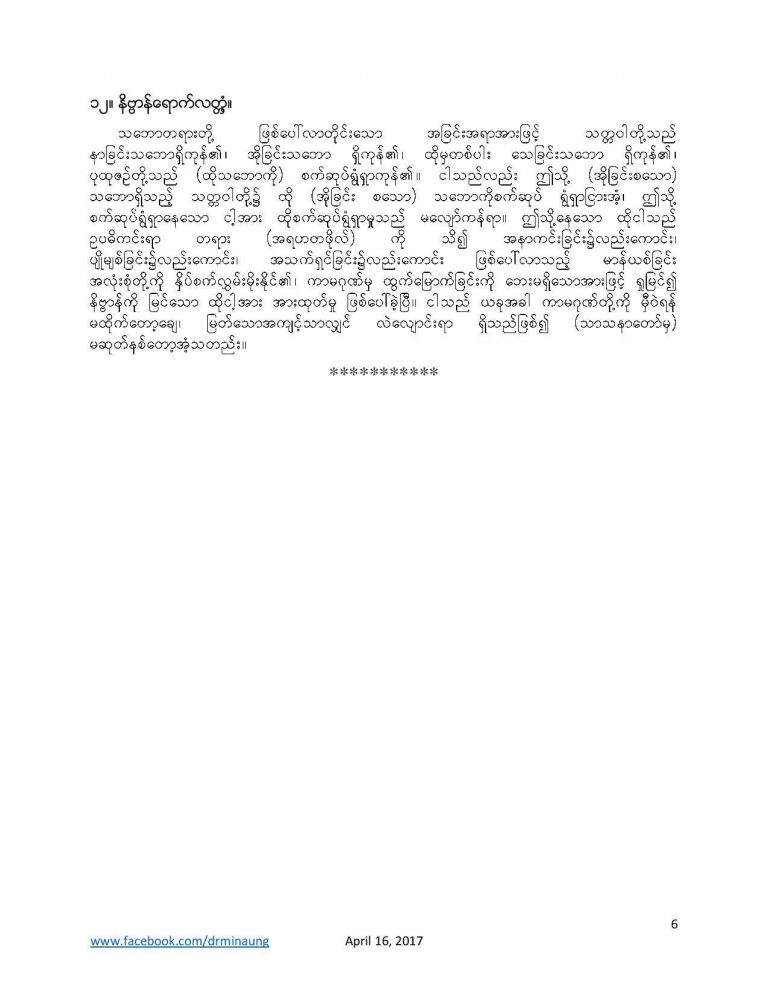 ၁၂။ နိဗ္ဗာန်ရောက်လတ္တံ့။
သဘောတရားတို့ ဖြစ်ပေါ်လာတိုင်းသော အခြင်းအရာအားဖြင့် သတ္တဝါတို့သည်
နာခြင်းသဘောရှိကုန်၏၊ အိုခြင်းသဘော ရှိကုန်၏၊ ထိုမှတစ်ပါး သေခြင်းသဘော ရှိကုန်၏၊
ပုထုဇဉ်တို့သည် (ထိုသဘောကို) စက်ဆုပ်ရွံရှာကုန်၏။ ငါသည်လည်း ဤသို့ (အိုခြင်းစသော)
သဘောရှိသည့် သတ္တဝါတို့၌ ထို (အိုခြင်း စသော) သဘောကိုစက်ဆုပ် ရွံရှာငြားအံ့၊ ဤသို့
စက်ဆုပ်ရွံရှာနေသော ငါ့အား ထိုစက်ဆုပ်ရွံရှာမှုသည် မလျော်ကန်ရာ။ ဤသို့နေသော ထိုငါသည်
ဥပဓိကင်းရာ တရား (အရဟတဖိုလ်) ကို သိ၍ အနာကင်းခြင်း၌လည်းကောင်း၊
ပျိုမျစ်ခြင်း၌လည်းကောင်း၊ အသက်ရှင်ခြင်း၌လည်းကောင်း ဖြစ်ပေါ်လာသည့် မာန်ယစ်ခြင်း
အလုံးစုံတို့ကို နှိပ်စက်လွှမ်းမိုးနိုင်၏၊ ကာမဂုဏ်မှ ထွက်မြောက်ခြင်းကို ဘေးမရှိသောအားဖြင့် ရှုမြင်၍
နိဗ္ဗာန်ကို မြင်သော ထိုငါ့အား အားထုတ်မှု ဖြစ်ပေါ်ခဲ့ပြီ။ ငါသည် ယခုအခါ ကာမဂုဏ်တို့ကို မှီဝဲရန်
မထိုက်တော့ချေ၊ မြတ်သောအကျင့်သာလျှင် လဲလျောင်းရာ ရှိသည်ဖြစ်၍ (သာသနာတော်မှ)
မဆုတ်နစ်တော့အံ့သတည်း။
***********
6
www.facebook.com/drminaung April 16, 2017